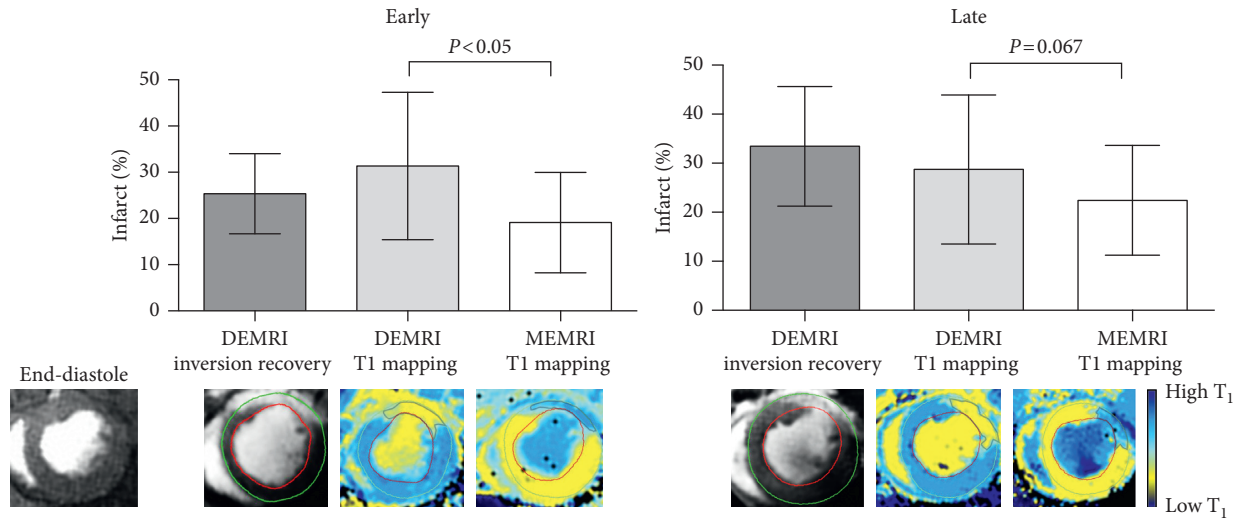 Early
P<0.05
Infarct (%)
50
40
30
20
10
0
DEMRI
inversion recovery
DEMRI
T1 mapping
MEMRI
T1 mapping
Late
P=0.067
Infarct (%)
50
40
30
20
10
0
DEMRI
inversion recovery
DEMRI
T1 mapping
MEMRI
T1 mapping
End-diastole
High T₁
Low T₁